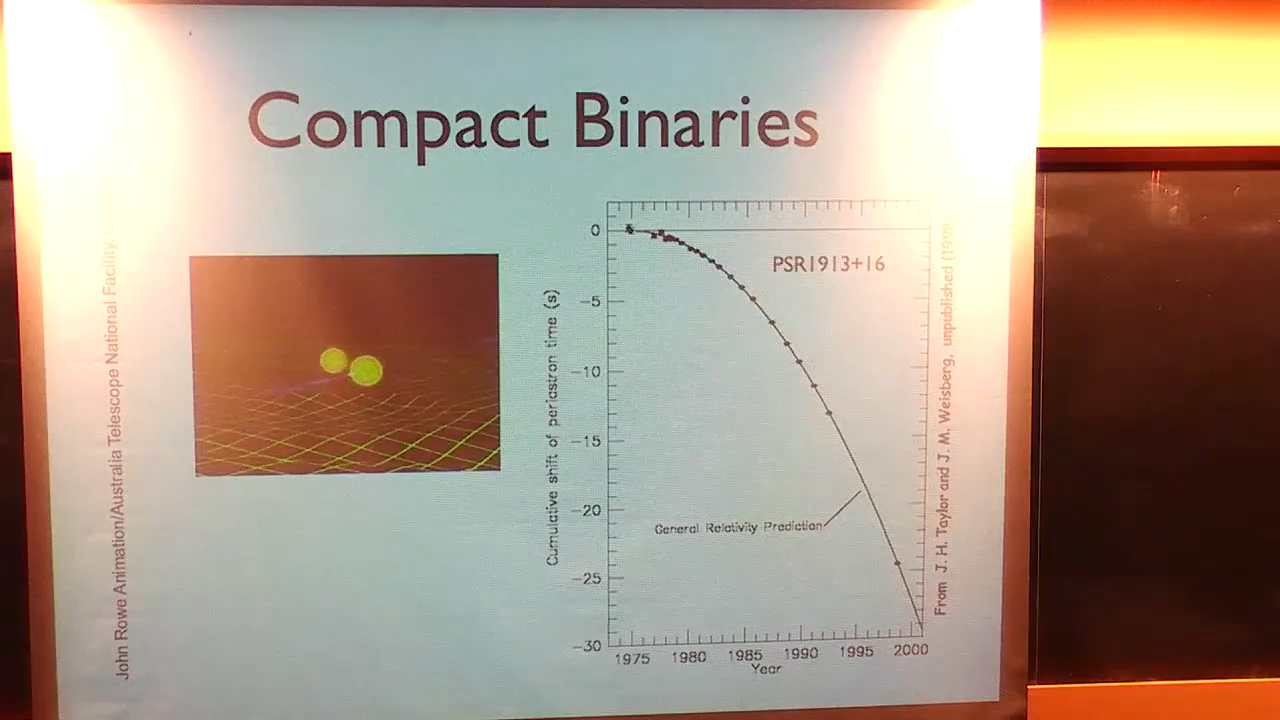 Compact Binaries
John Rowe Animation/Australia Telescope National Facility,
PSR1913+16
Cumulative shift of periastron time (s)
0
−5
−10
−15
−20
−25
−30
General Relativity Prediction
1975 1980 1985 1990 1995 2000
Year
From J. H. Taylor and J. M. Weisberg, unpublished